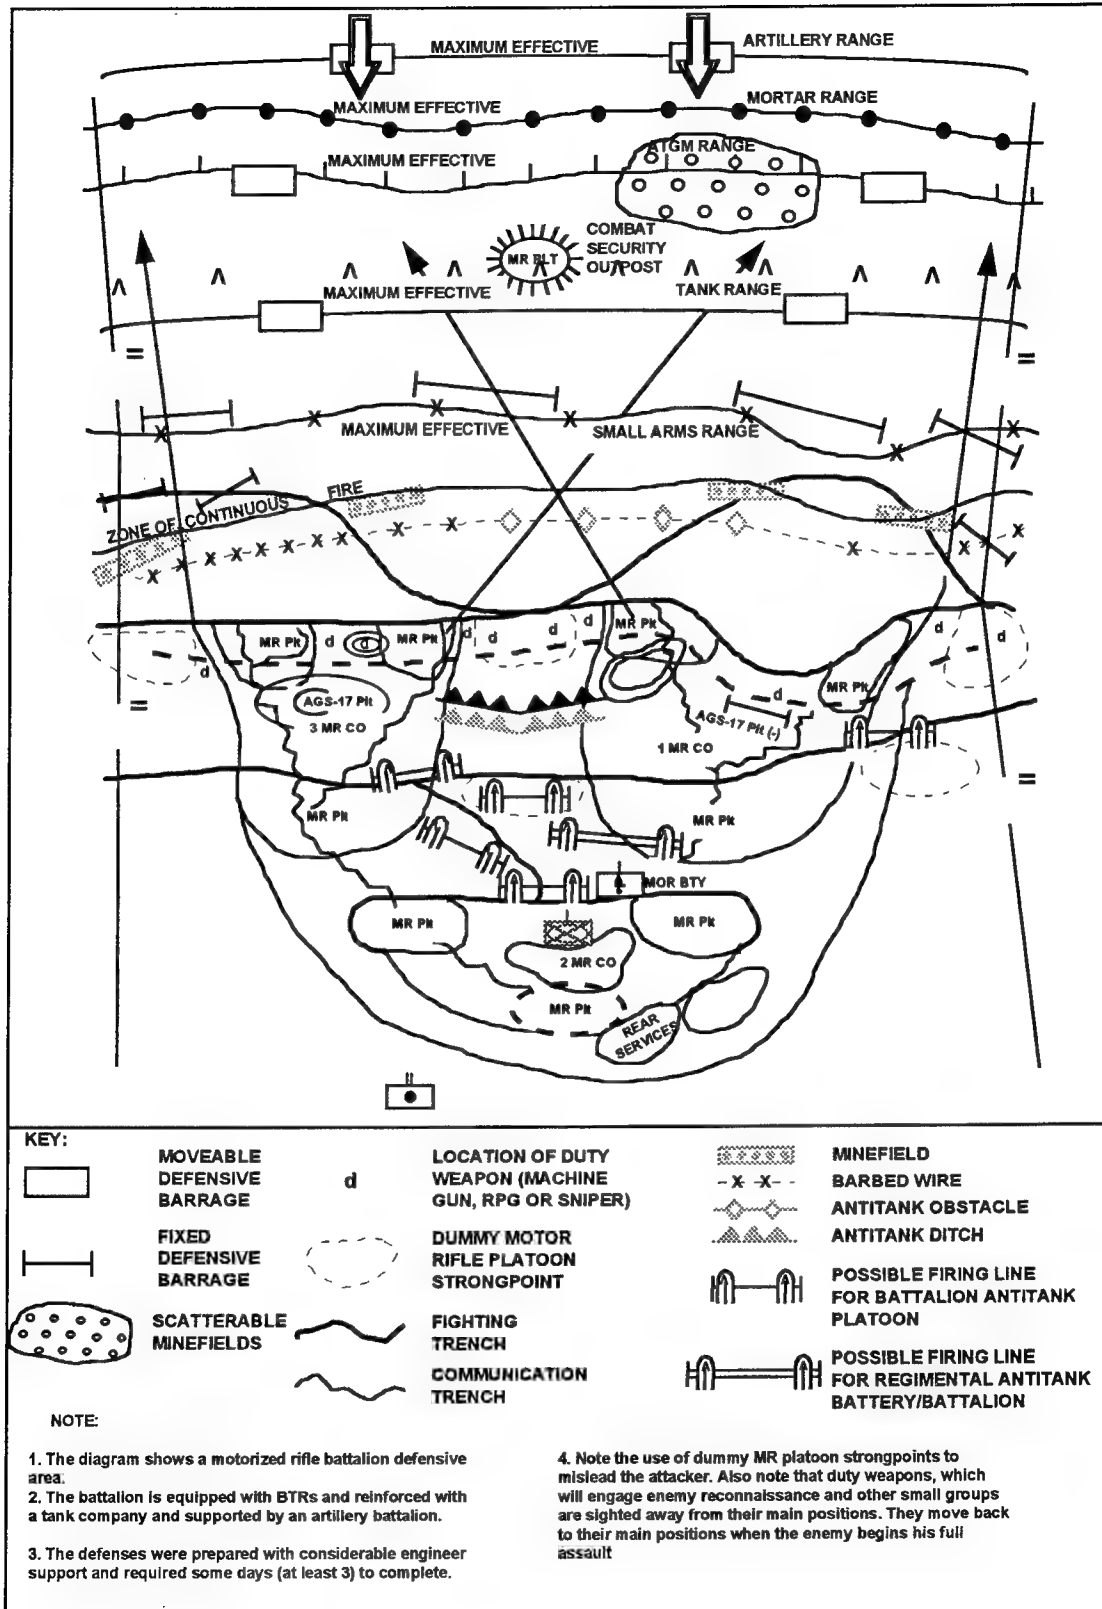 MAXIMUM EFFECTIVE ARTILLERY RANGE
MAXIMUM EFFECTIVE MORTAR RANGE
MAXIMUM EFFECTIVE ATGM RANGE
COMBAT
SECURITY
OUTPOST
MR PLT
MAXIMUM EFFECTIVE TANK RANGE
MAXIMUM EFFECTIVE SMALL ARMS RANGE
ZONE OF CONTINUOUS FIRE
MR Plt
d
MR Plt
d
d
d
d
d
MR Plt
d
d
d
d
d
MR Plt
AGS-17 Plt
3 MR CO
AGS-17 Plt (-)
1 MR CO
MR Plt
MR Plt
MOR BTY
MR Plt
MR Plt
2 MR CO
MR Plt
REAR
SERVICES
KEY:
MOVEABLE
DEFENSIVE
BARRAGE
FIXED
DEFENSIVE
BARRAGE
SCATTERABLE
MINEFIELDS
d
LOCATION OF DUTY
WEAPON (MACHINE
GUN, RPG OR SNIPER)
DUMMY MOTOR
RIFLE PLATOON
STRONGPOINT
FIGHTING
TRENCH
COMMUNICATION
TRENCH
MINEFIELD
BARBED WIRE
ANTITANK OBSTACLE
ANTITANK DITCH
POSSIBLE FIRING LINE
FOR BATTALION ANTITANK
PLATOON
POSSIBLE FIRING LINE
FOR REGIMENTAL ANTITANK
BATTERY/BATTALION
NOTE:
1. The diagram shows a motorized rifle battalion defensive
area.
2. The battalion is equipped with BTRs and reinforced with
a tank company and supported by an artillery battalion.
3. The defenses were prepared with considerable engineer
support and required some days (at least 3) to complete.
4. Note the use of dummy MR platoon strongpoints to
mislead the attacker. Also note that duty weapons, which
will engage enemy reconnaissance and other small groups
are sighted away from their main positions. They move back
to their main positions when the enemy begins his full
assault